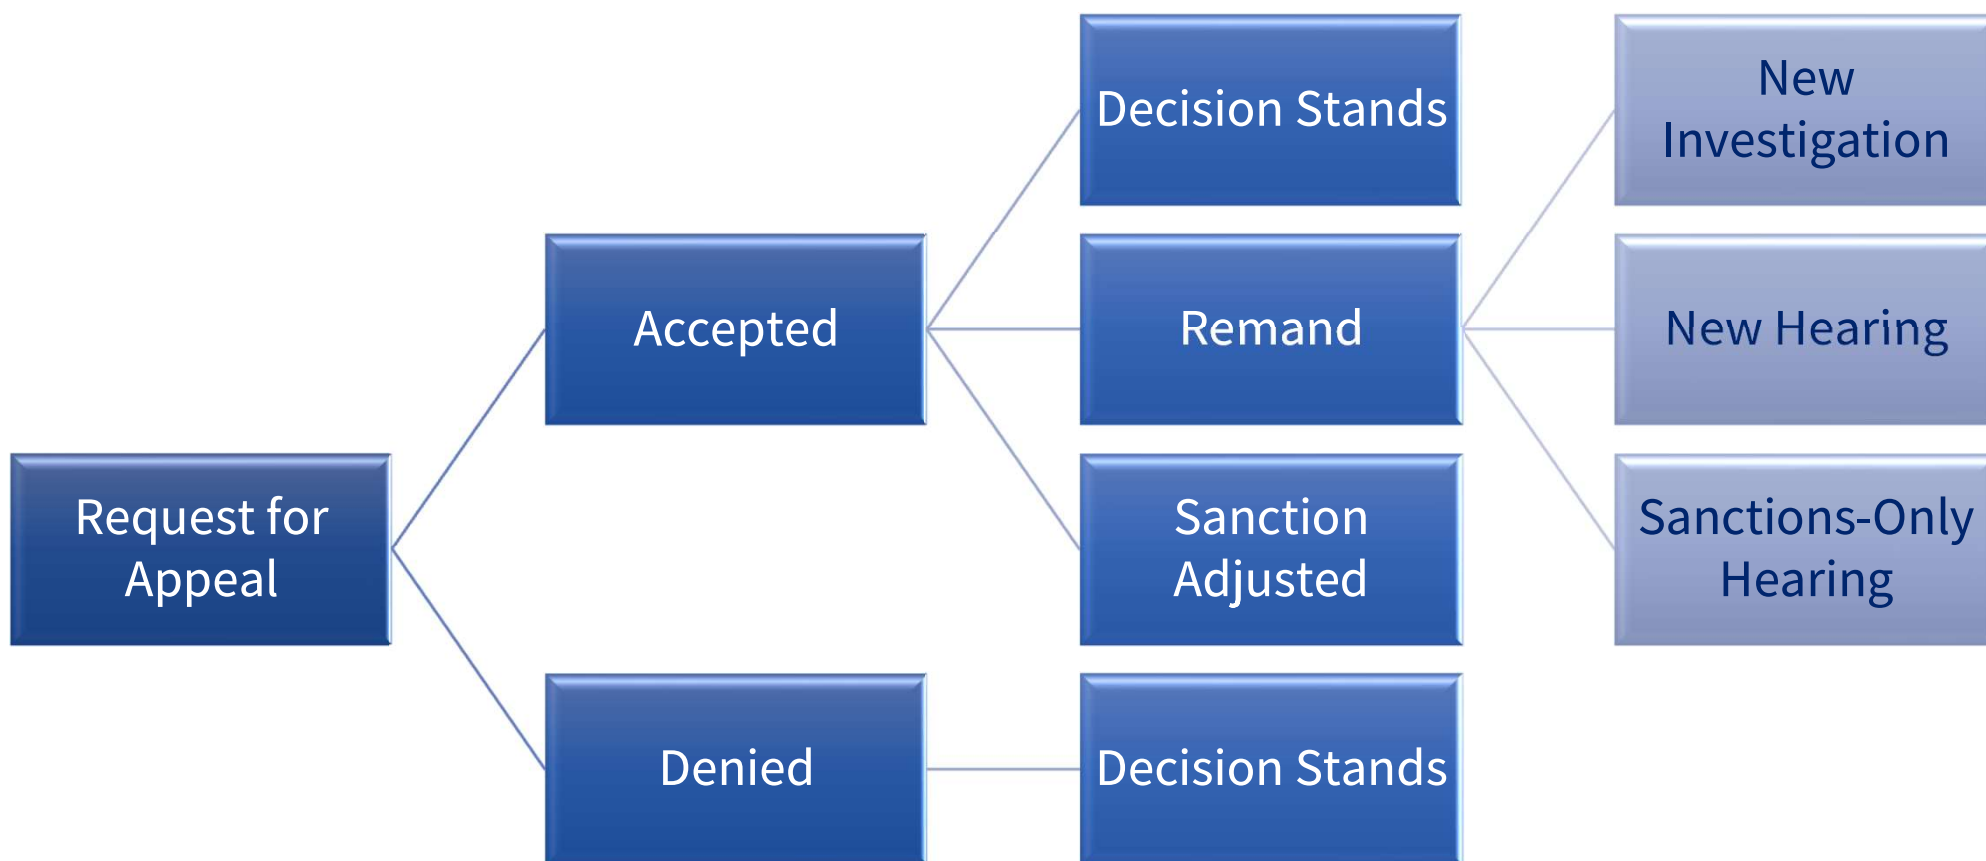 Request for
Appeal
Accepted
Decision Stands
Remand
New
Investigation
New Hearing
Sanctions-Only
Hearing
Sanction
Adjusted
Denied
Decision Stands